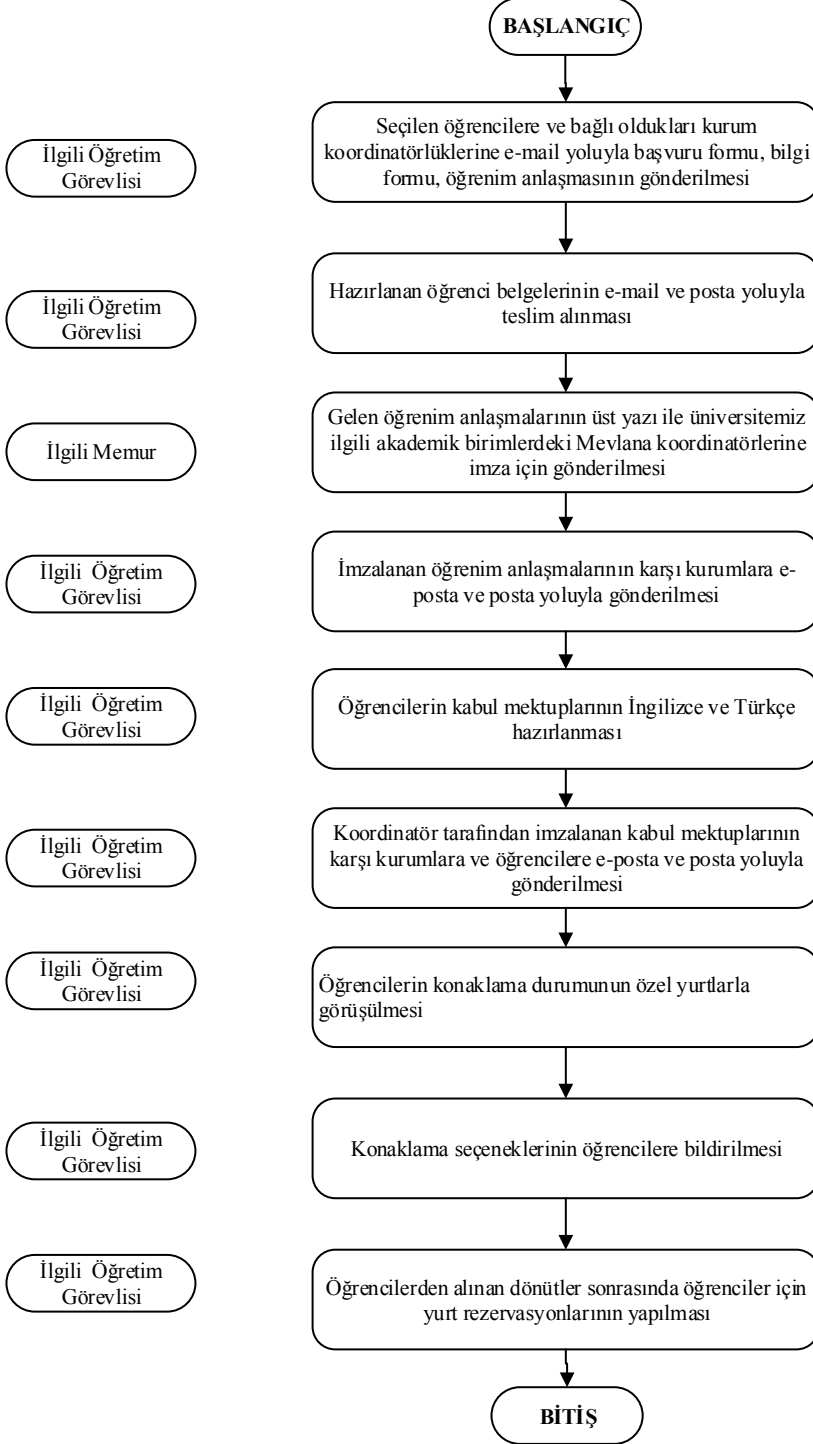 BAŞLANGIÇ
İlgili Öğretim
Görevlisi
Seçilen öğrencilere ve bağlı oldukları kurum
koordinatörlüklerine e-mail yoluyla başvuru formu, bilgi
formu, öğrenim anlaşmasının gönderilmesi
İlgili Öğretim
Görevlisi
Hazırlanan öğrenci belgelerinin e-mail ve posta yoluyla
teslim alınması
İlgili Memur
Gelen öğrenim anlaşmalarının üst yazı ile üniversitemiz
ilgili akademik birimlerdeki Mevlana koordinatörlerine
imza için gönderilmesi
İlgili Öğretim
Görevlisi
İmzalanan öğrenim anlaşmalarının karşı kurumlara e-
posta ve posta yoluyla gönderilmesi
İlgili Öğretim
Görevlisi
Öğrencilerin kabul mektuplarının İngilizce ve Türkçe
hazırlanması
İlgili Öğretim
Görevlisi
Koordinatör tarafından imzalanan kabul mektuplarının
karşı kurumlara ve öğrencilere e-posta ve posta yoluyla
gönderilmesi
İlgili Öğretim
Görevlisi
Öğrencilerin konaklama durumunun özel yurtlarla
görüşülmesi
İlgili Öğretim
Görevlisi
Konaklama seçeneklerinin öğrencilere bildirilmesi
İlgili Öğretim
Görevlisi
Öğrencilerden alınan dönütler sonrasında öğrenciler için
yurt rezervasyonlarının yapılması
BİTİŞ